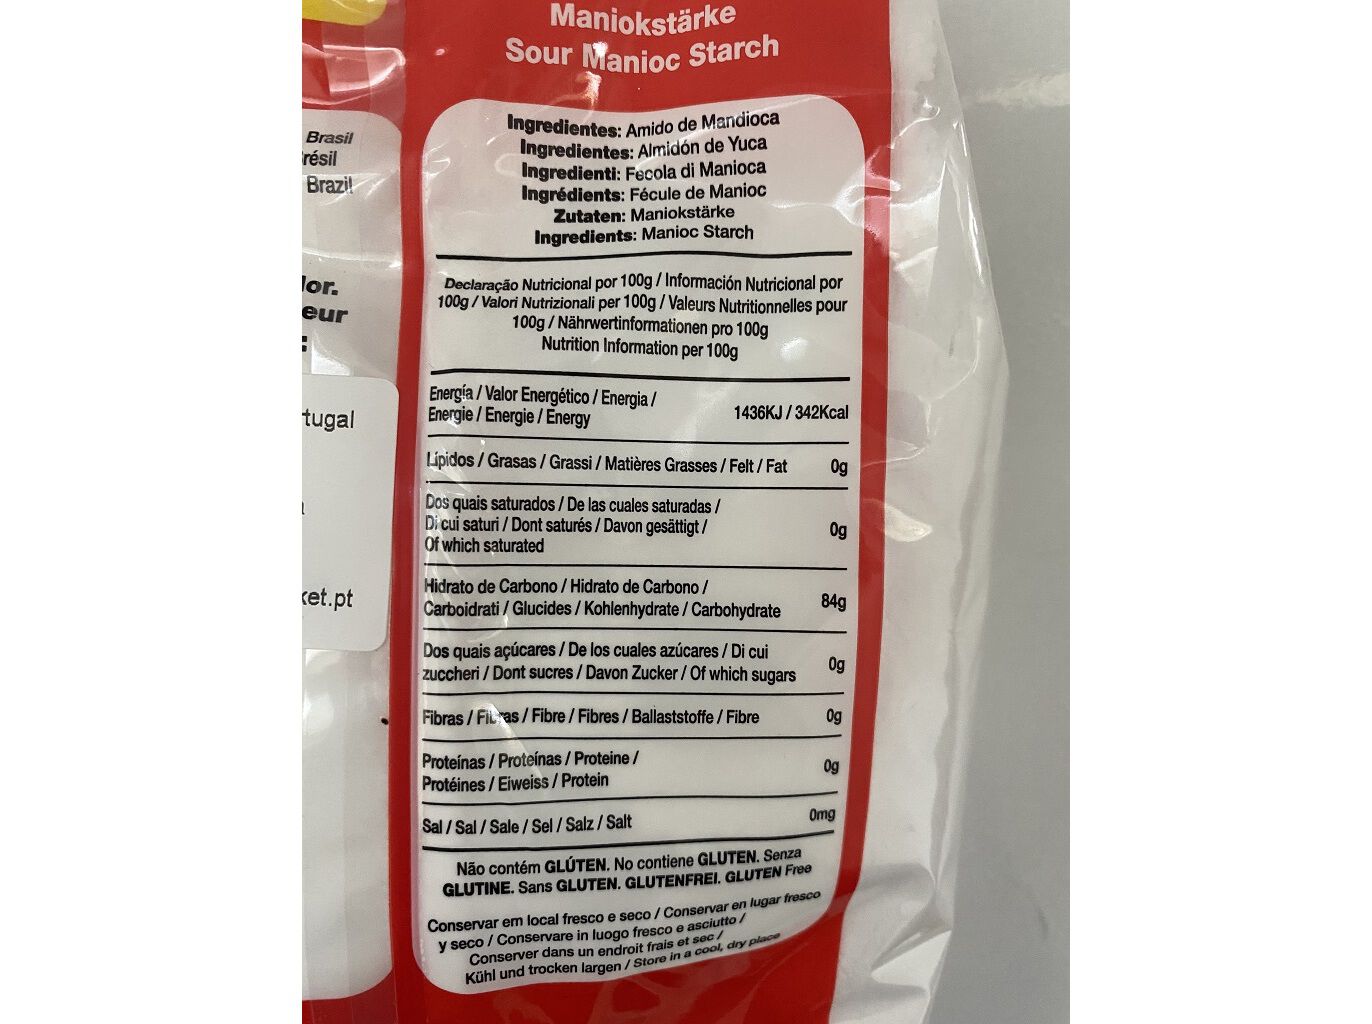 Maniokstärke
Sour Manioc Starch
Brasil
résil
Brazil
lor.
eur
:
rtugal
ket.pt
Ingredientes: Amido de Mandioca
Ingredientes: Almidón de Yuca
Ingredienti: Fecola di Manioca
Ingrédients: Fécule de Manioc
Zutaten: Maniokstärke
Ingredients: Manioc Starch
Declaração Nutricional por 100g / Información Nutricional por
100g / Valori Nutrizionali per 100g / Valeurs Nutritionnelles pour
100g / Nährwertinformationen pro 100g
Nutrition Information per 100g
Energía / Valor Energético / Energia /
Energie / Energie / Energy 1436KJ / 342Kcal
Lípidos / Grasas / Grassi / Matières Grasses / Felt / Fat 0g
Dos quais saturados / De las cuales saturadas /
Di cui saturi / Dont saturés / Davon gesättigt /
Of which saturated 0g
Hidrato de Carbono / Hidrato de Carbono /
Carboidrati / Glucides / Kohlenhydrate / Carbohydrate 84g
Dos quais açúcares / De los cuales azúcares / Di cui
zuccheri / Dont sucres / Davon Zucker / Of which sugars 0g
Fibras / Fibras / Fibre / Fibres / Ballaststoffe / Fibre 0g
Proteínas / Proteínas / Proteine /
Protéines / Eiweiss / Protein 0g
Sal / Sal / Sale / Sel / Salz / Salt 0mg
Não contém GLÚTEN. No contiene GLUTEN. Senza
GLUTINE. Sans GLUTEN. GLUTENFREI. GLUTEN Free
Conservar em local fresco e seco / Conservar en lugar fresco
y seco / Conservare in luogo fresco e asciutto /
Conserver dans un endroit frais et sec /
Kühl und trocken largen / Store in a cool, dry place